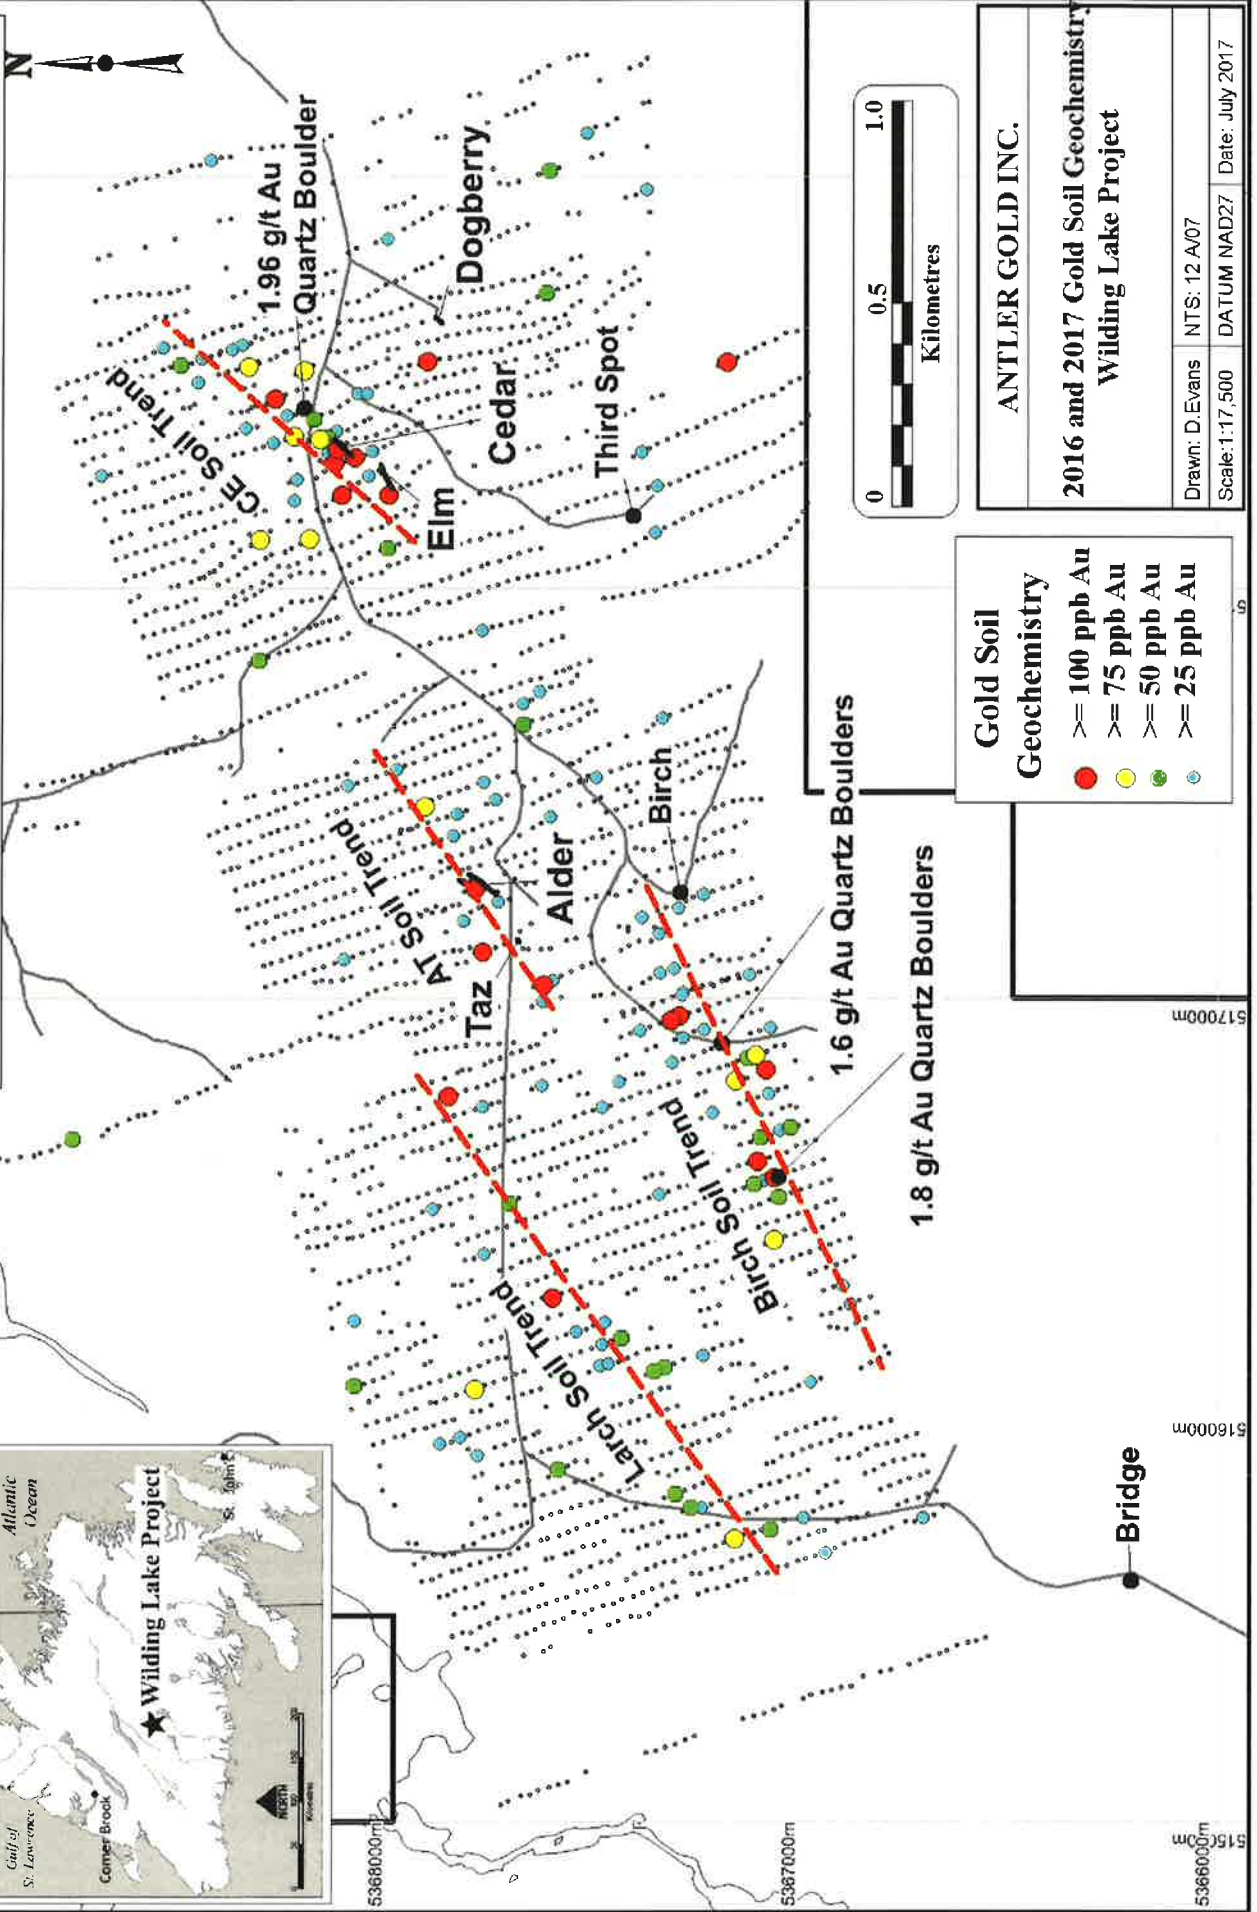 N
Atlantic
Ocean
Gulf of
St. Lawrence
Corner Brook
St. John's
Wilding Lake Project
NORTH
Kilometres
1.96 g/t Au
Quartz Boulder
CE Soil Trend
Dogberry
Cedar
Elm
Third Spot
AT Soil Trend
Alder
Taz
Birch
Larch Soil Trend
Birch Soil Trend
1.6 g/t Au Quartz Boulders
1.8 g/t Au Quartz Boulders
Bridge
5368000m
5367000m
5366000m
517000m
516000m
Gold Soil
Geochemistry
>= 100 ppb Au
>= 75 ppb Au
>= 50 ppb Au
>= 25 ppb Au
0 0.5 1.0
Kilometres
ANTLER GOLD INC.
2016 and 2017 Gold Soil Geochemistry
Wilding Lake Project
Drawn: D.Evans NTS: 12 A/07
Scale:1:17,500 DATUM NAD27 Date: July 2017